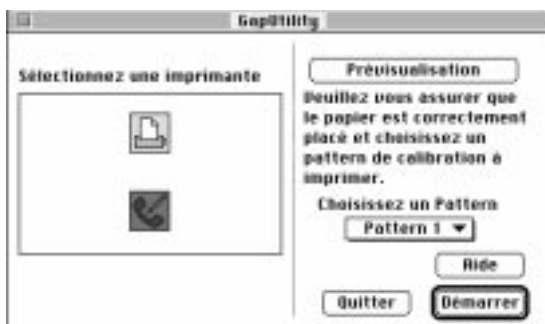 GapUtility
Sélectionnez une imprimante
Prévisualisation
Veuillez vous assurer que
le papier est correctement
placé et choisissez un
pattern de calibration à
imprimer.
Choisissez un Pattern
Pattern 1
Aide
Quitter
Démarrer